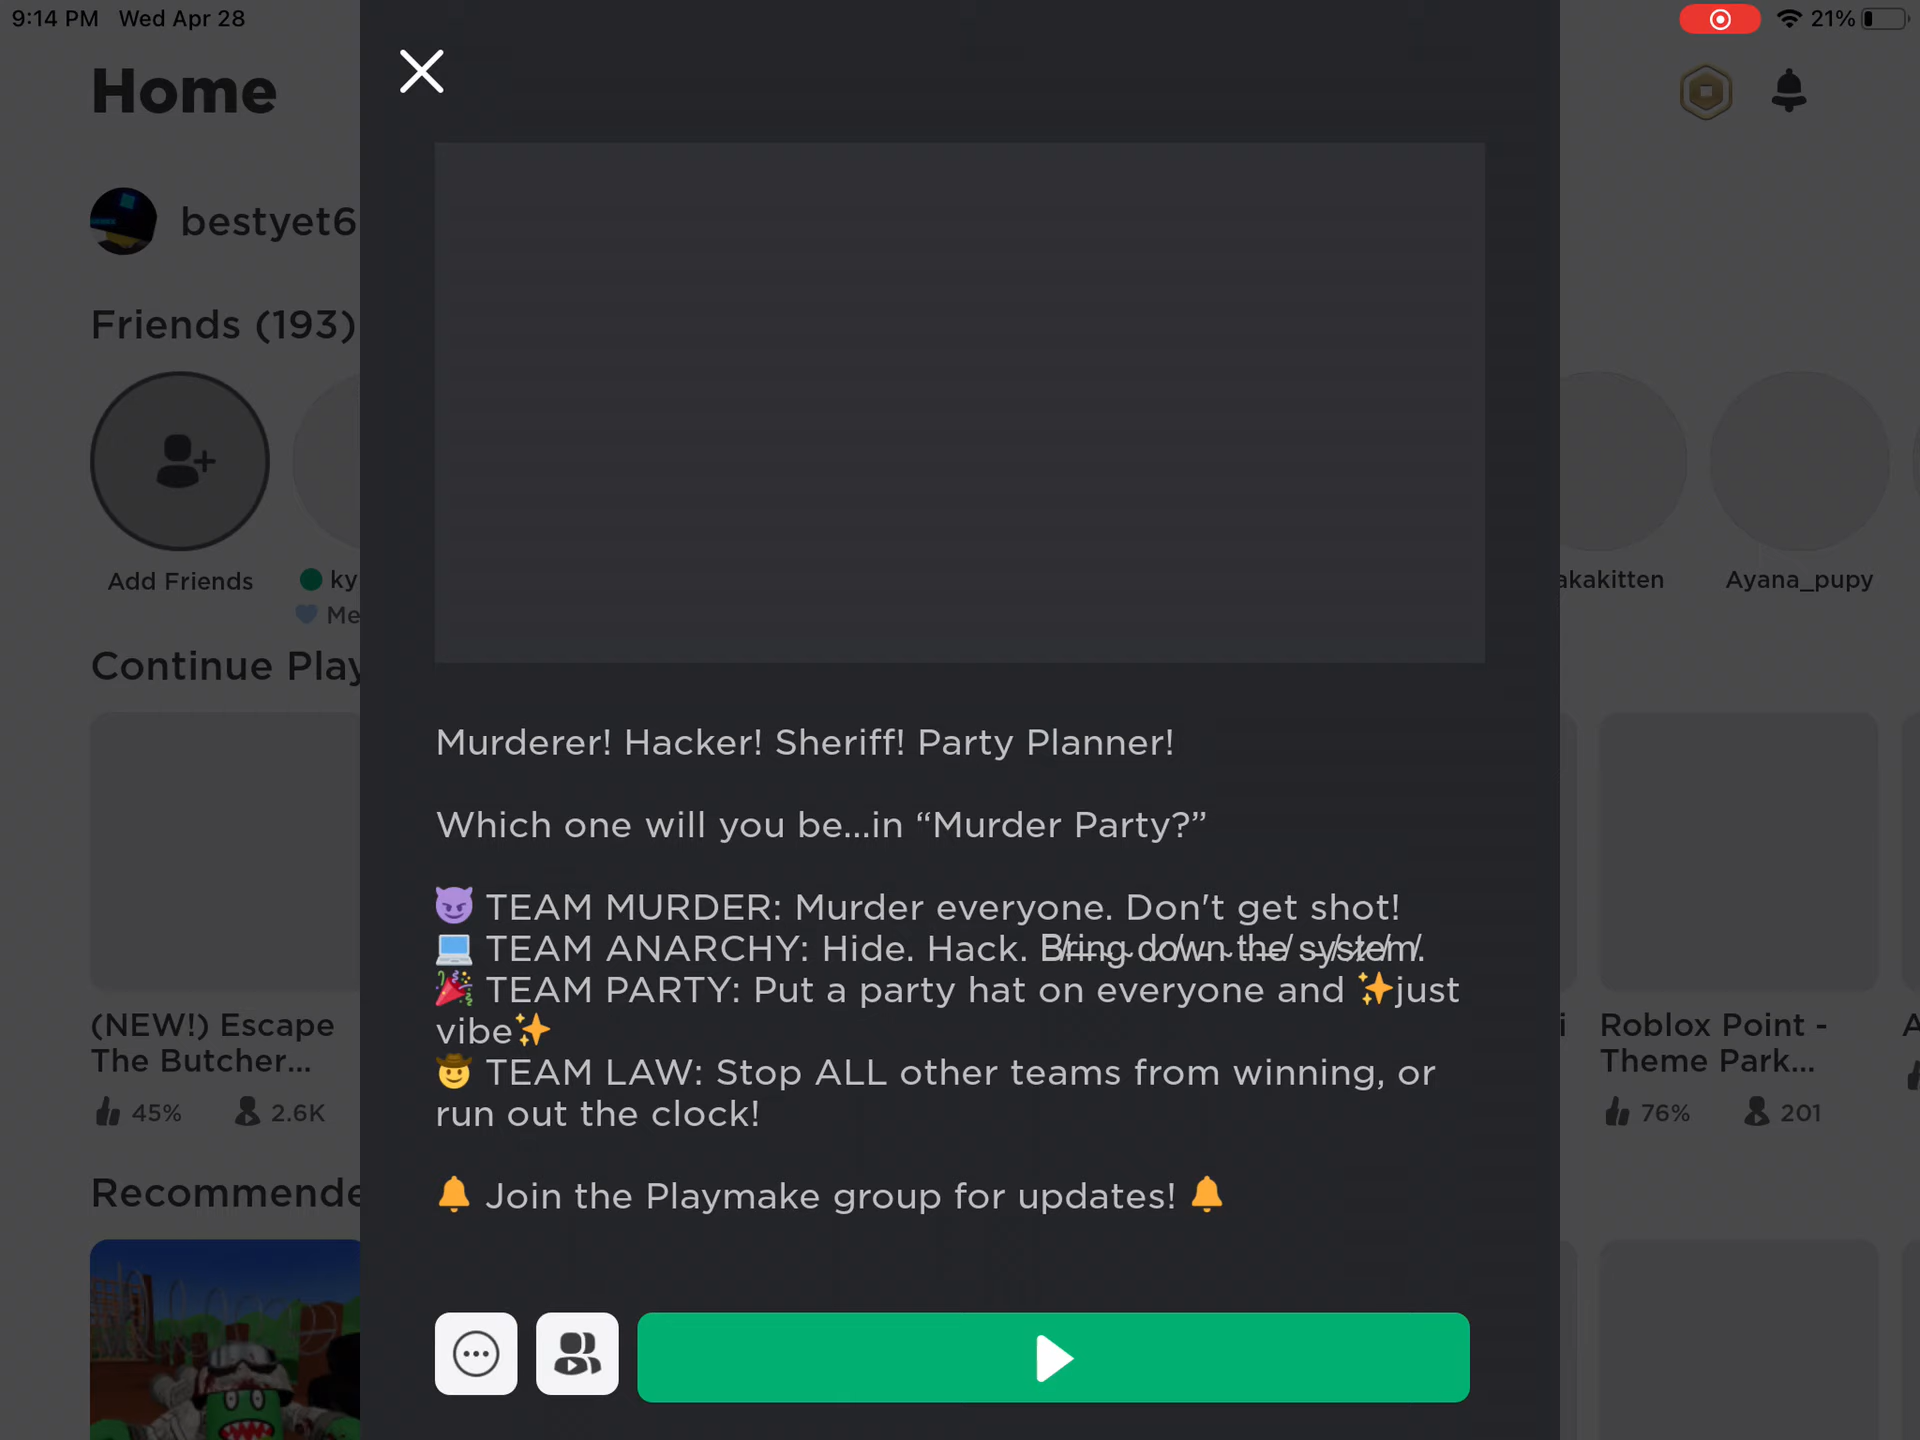 9:14 PM Wed Apr 28
21%
Home
bestyet6
Friends (193)
Add Friends
ky
Me
akakitten
Ayana_pupy
Continue Play
(NEW!) Escape
The Butcher...
45% 2.6K
Roblox Point -
Theme Park...
76% 201
Recommende
Murderer! Hacker! Sheriff! Party Planner!
Which one will you be...in “Murder Party?”
😈 TEAM MURDER: Murder everyone. Don't get shot!
💻 TEAM ANARCHY: Hide. Hack. Bring down the system.
🎉 TEAM PARTY: Put a party hat on everyone and ✨just
vibe✨
🤠 TEAM LAW: Stop ALL other teams from winning, or
run out the clock!
🔔 Join the Playmake group for updates! 🔔